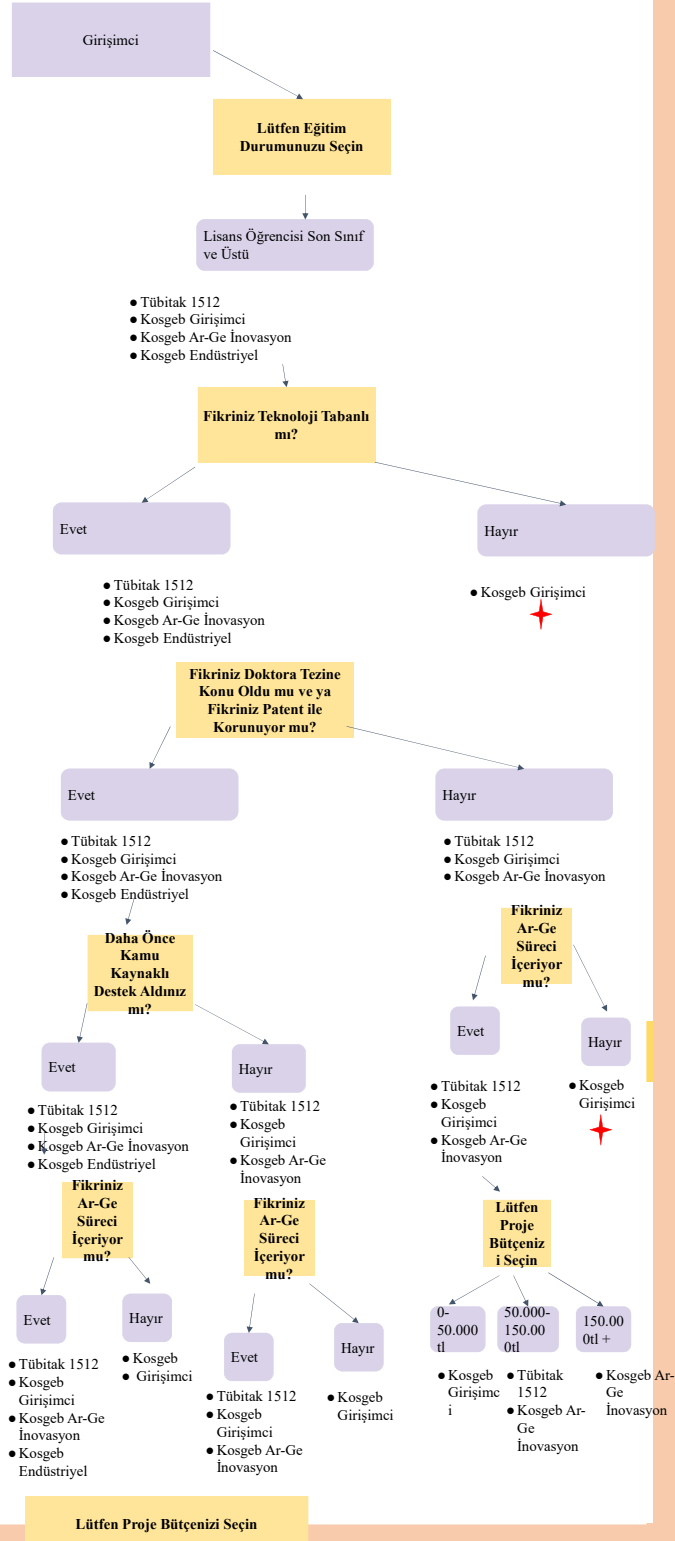 Girişimci
Lütfen Eğitim
Durumunuzu Seçin
Lisans Öğrencisi Son Sınıf
ve Üstü
● Tübitak 1512
● Kosgeb Girişimci
● Kosgeb Ar-Ge İnovasyon
● Kosgeb Endüstriyel
Fikriniz Teknoloji Tabanlı
mı?
Evet
● Tübitak 1512
● Kosgeb Girişimci
● Kosgeb Ar-Ge İnovasyon
● Kosgeb Endüstriyel
Hayır
● Kosgeb Girişimci
Fikriniz Doktora Tezine
Konu Oldu mu ve ya
Fikriniz Patent ile
Korunuyor mu?
Evet
● Tübitak 1512
● Kosgeb Girişimci
● Kosgeb Ar-Ge İnovasyon
● Kosgeb Endüstriyel
Hayır
● Tübitak 1512
● Kosgeb Girişimci
● Kosgeb Ar-Ge İnovasyon
Daha Önce
Kamu
Kaynaklı
Destek Aldınız
mı?
Fikriniz
Ar-Ge
Süreci
İçeriyor
mu?
Evet
● Tübitak 1512
● Kosgeb Girişimci
● Kosgeb Ar-Ge İnovasyon
● Kosgeb Endüstriyel
Hayır
● Tübitak 1512
● Kosgeb
Girişimci
● Kosgeb Ar-Ge
İnovasyon
Evet
● Tübitak 1512
● Kosgeb
Girişimci
● Kosgeb Ar-Ge
İnovasyon
Hayır
● Kosgeb
Girişimci
Fikriniz
Ar-Ge
Süreci
İçeriyor
mu?
Fikriniz
Ar-Ge
Süreci
İçeriyor
mu?
Lütfen
Proje
Bütçeniz
i Seçin
Evet
● Tübitak 1512
● Kosgeb
Girişimci
● Kosgeb Ar-Ge
İnovasyon
● Kosgeb
Endüstriyel
Hayır
● Kosgeb
● Girişimci
Evet
● Tübitak 1512
● Kosgeb
Girişimci
● Kosgeb Ar-Ge
İnovasyon
Hayır
● Kosgeb
Girişimci
0-
50.000
tl
● Kosgeb
Girişimc
i
50.000-
150.00
0tl
● Tübitak
1512
● Kosgeb Ar-
Ge
İnovasyon
150.00
0tl +
● Kosgeb Ar-
Ge
İnovasyon
Lütfen Proje Bütçenizi Seçin